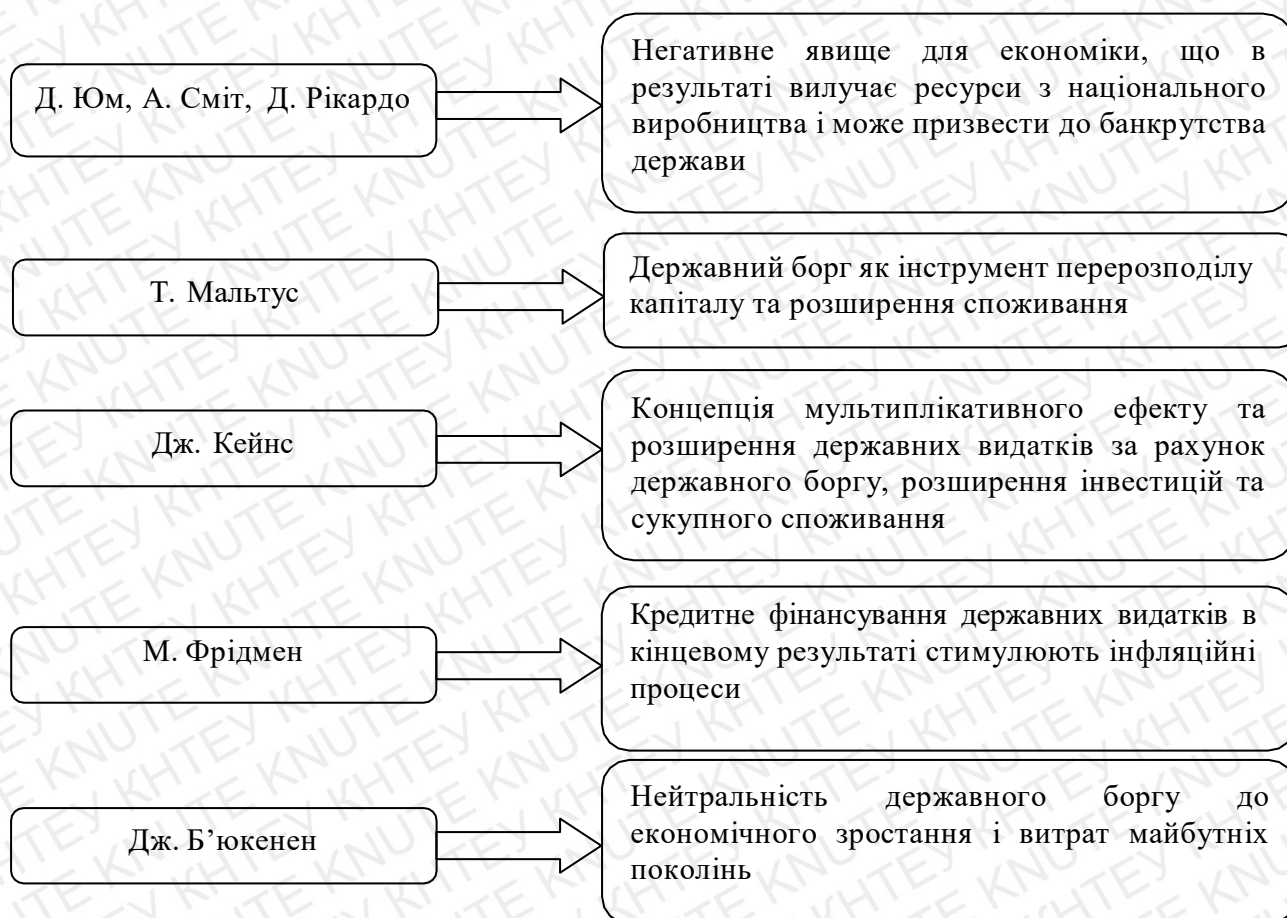 Д. Юм, А. Сміт, Д. Рікардо
Негативне явище для економіки, що в
результаті вилучає ресурси з національного
виробництва і може призвести до банкрутства
держави
Т. Мальтус
Державний борг як інструмент перерозподілу
капіталу та розширення споживання
Дж. Кейнс
Концепція мультиплікативного ефекту та
розширення державних видатків за рахунок
державного боргу, розширення інвестицій та
сукупного споживання
М. Фрідмен
Кредитне фінансування державних видатків в
кінцевому результаті стимулюють інфляційні
процеси
Дж. Б’юкенен
Нейтральність державного боргу до
економічного зростання і витрат майбутніх
поколінь